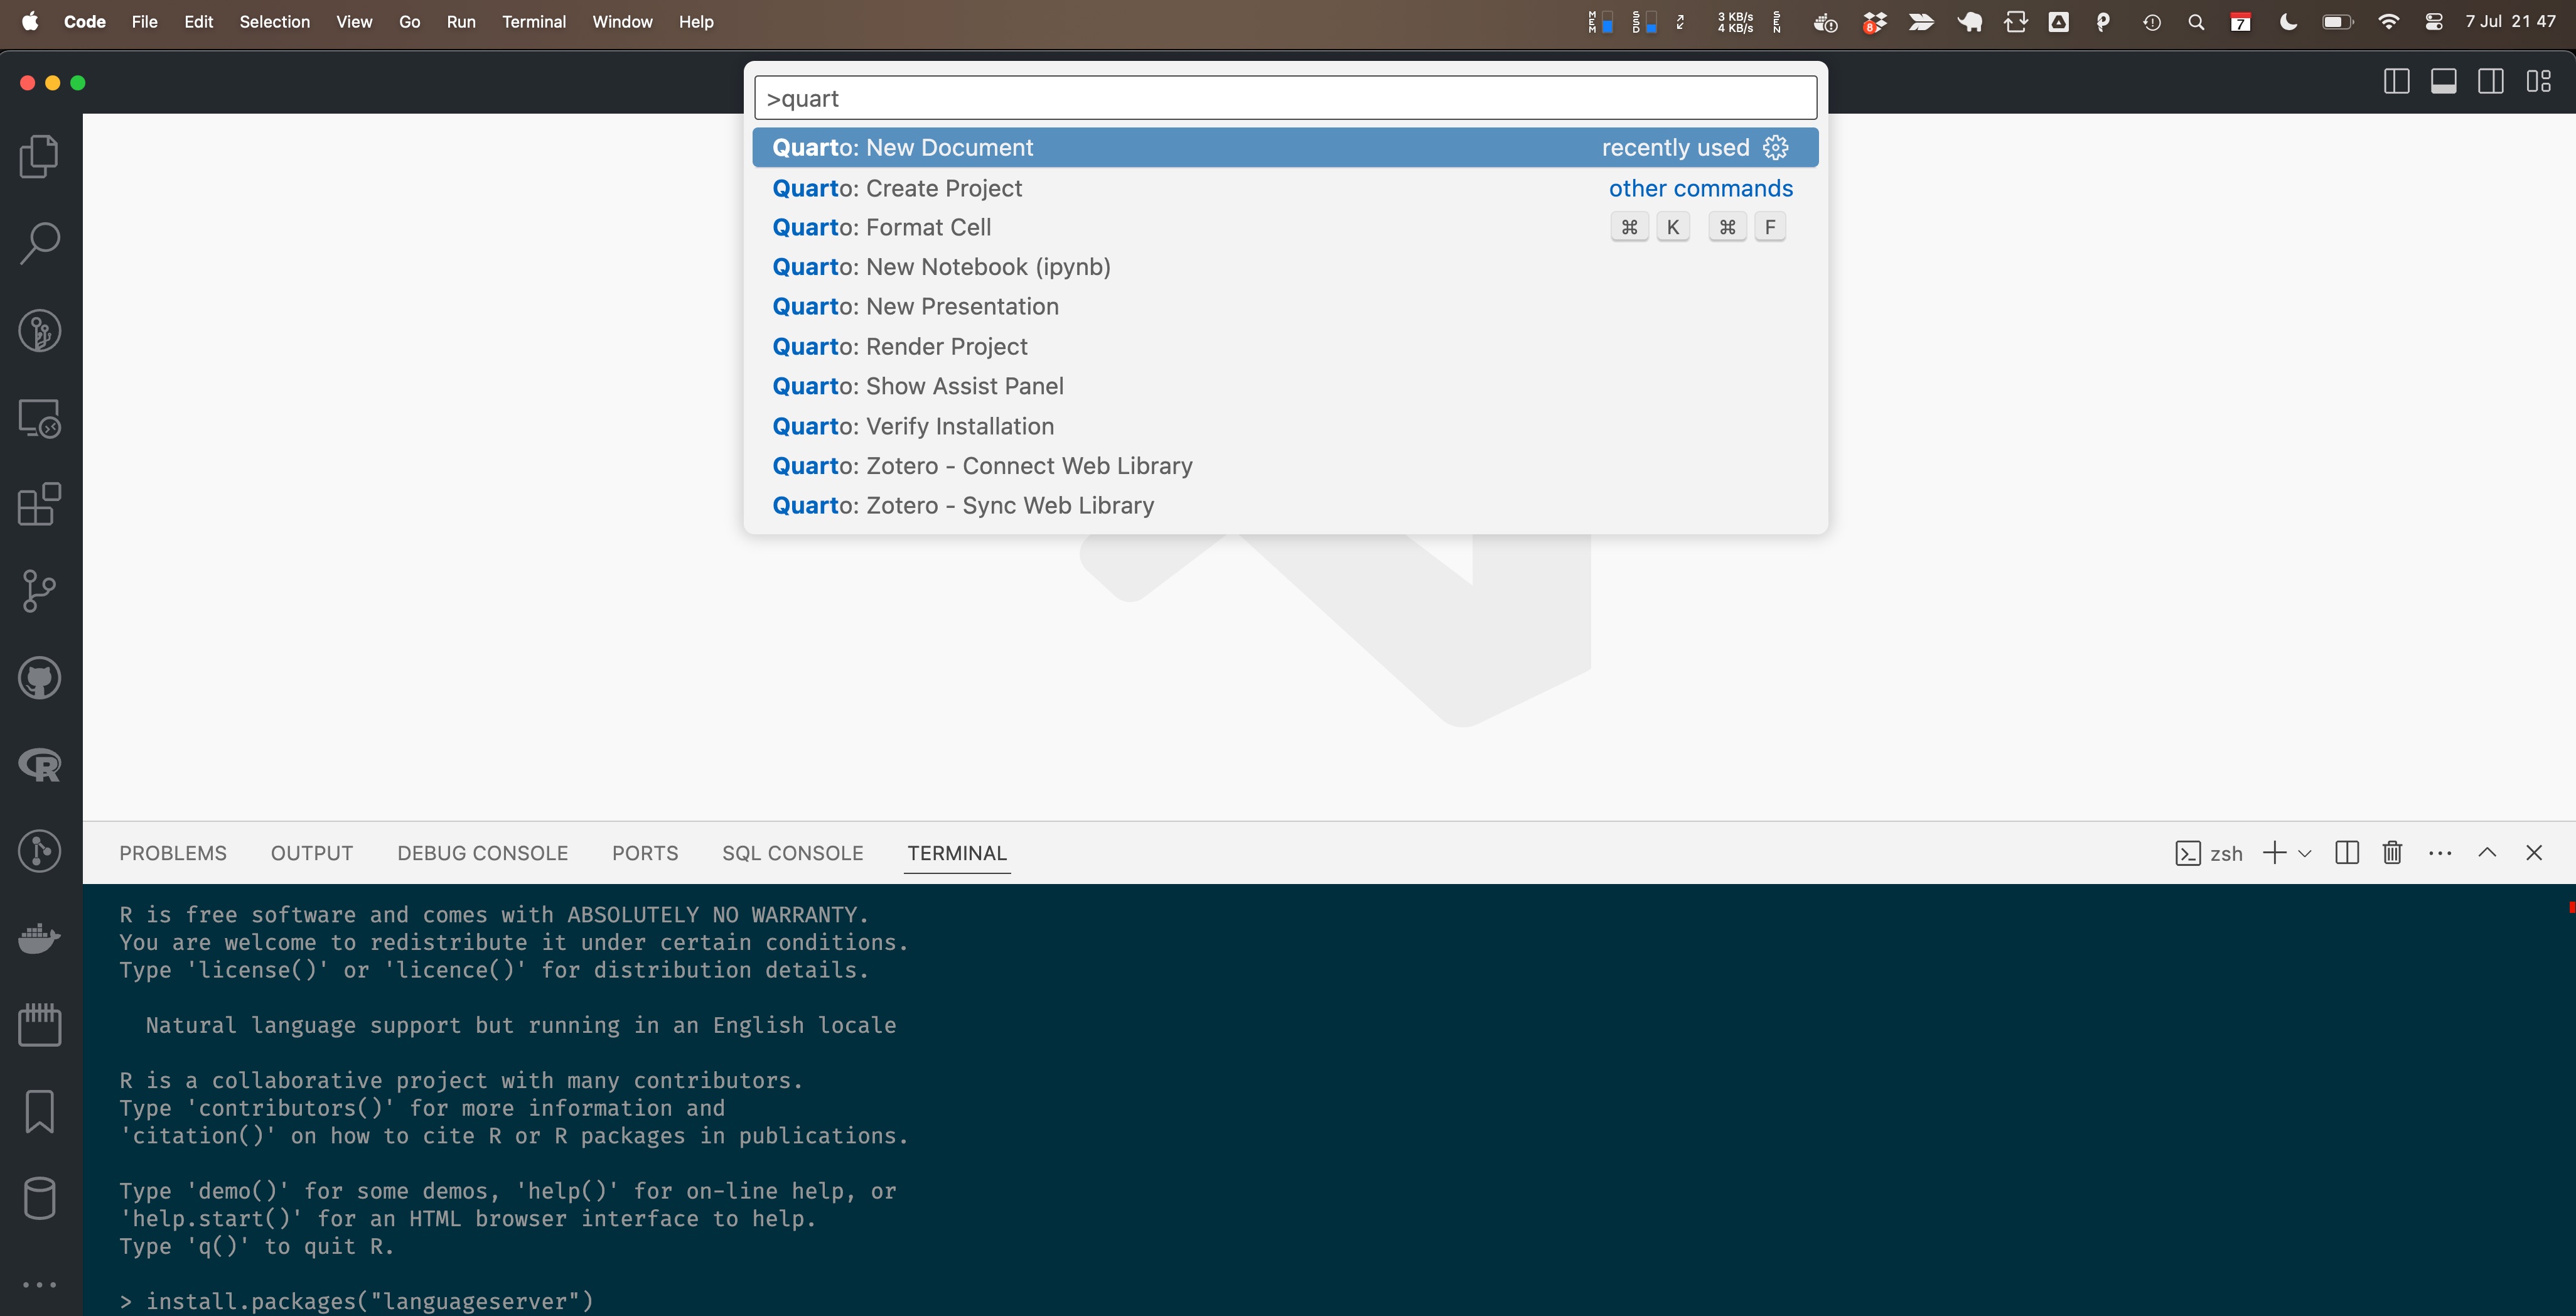 Code File Edit Selection View Go Run Terminal Window Help MEM SSD 3 KB/s 4 KB/s SEN 8 7 7 Jul 21 47
>quart
Quarto: New Document recently used
Quarto: Create Project other commands
Quarto: Format Cell ⌘ K ⌘ F
Quarto: New Notebook (ipynb)
Quarto: New Presentation
Quarto: Render Project
Quarto: Show Assist Panel
Quarto: Verify Installation
Quarto: Zotero - Connect Web Library
Quarto: Zotero - Sync Web Library
R
PROBLEMS OUTPUT DEBUG CONSOLE PORTS SQL CONSOLE TERMINAL zsh
R is free software and comes with ABSOLUTELY NO WARRANTY.
You are welcome to redistribute it under certain conditions.
Type 'license()' or 'licence()' for distribution details.
Natural language support but running in an English locale
R is a collaborative project with many contributors.
Type 'contributors()' for more information and
'citation()' on how to cite R or R packages in publications.
Type 'demo()' for some demos, 'help()' for on-line help, or
'help.start()' for an HTML browser interface to help.
Type 'q()' to quit R.
> install.packages("languageserver")